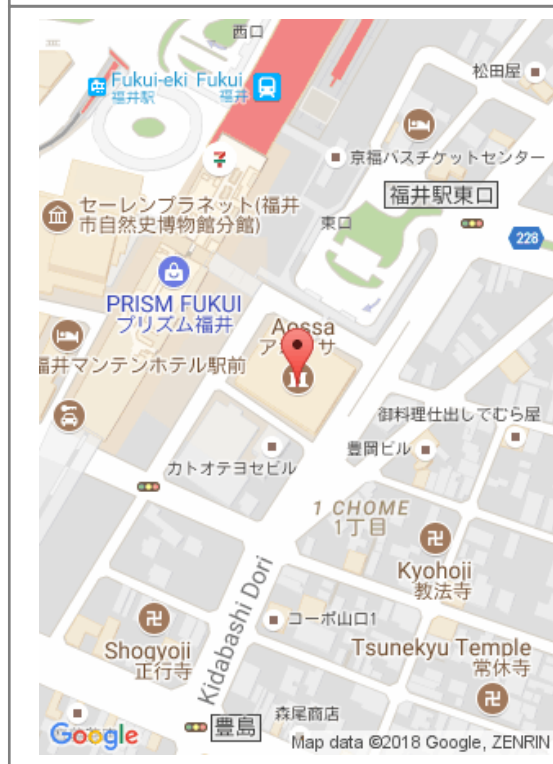 西口
Fukui-eki
福井駅
Fukui
福井
松田屋
京福バスチケットセンター
福井駅東口
セーレンプラネット(福井
市自然史博物館分館)
東口
228
PRISM FUKUI
プリズム福井
Aossa
福井マンテンホテル駅前
御料理仕出しでむら屋
豊岡ビル
カトオテヨセビル
1 CHOME
1丁目
Kyohoji
教法寺
Kidabashi Dori
コーポ山口1
Shogyoji
正行寺
Tsunekyu Temple
常休寺
森尾商店
豊島
Google
Map data ©2018 Google, ZENRIN